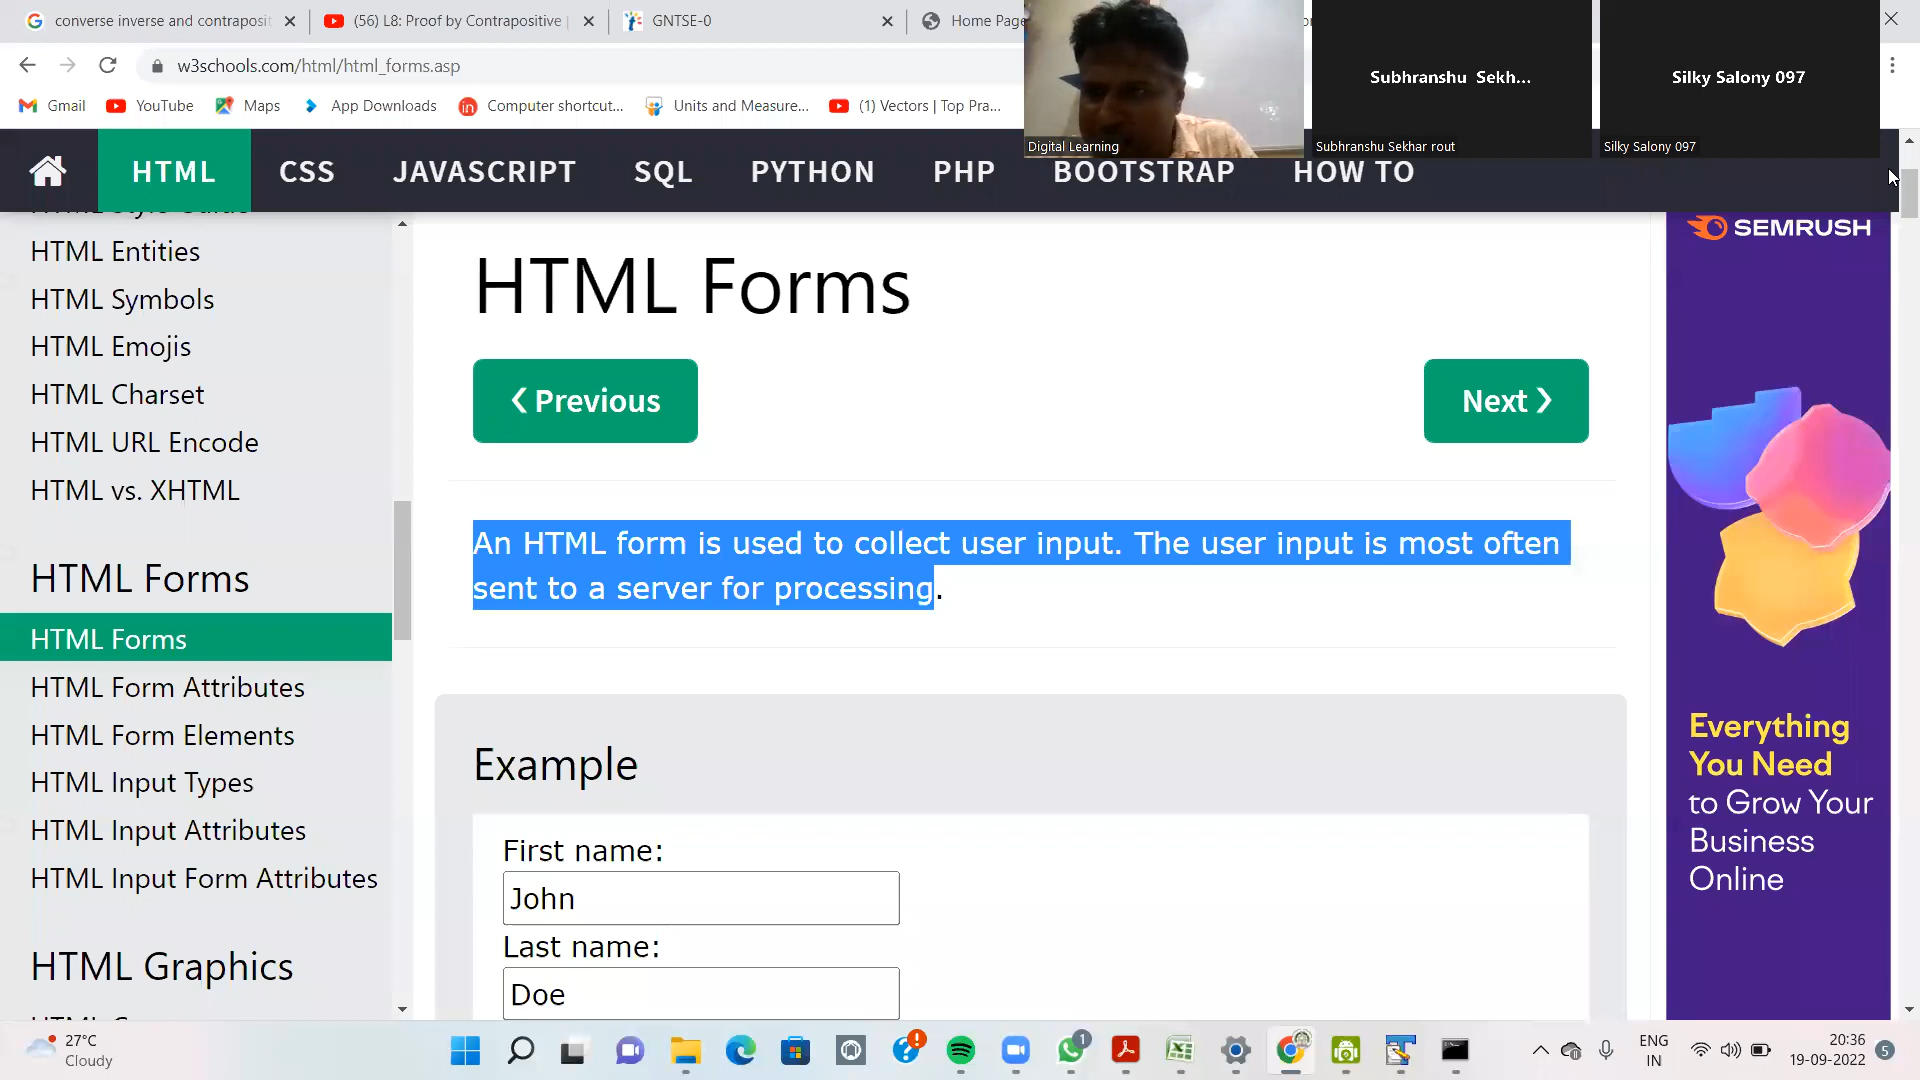 converse inverse and contraposit
(56) L8: Proof by Contrapositive
GNTSE-0
Home Page
w3schools.com/html/html_forms.asp
Gmail
YouTube
Maps
App Downloads
Computer shortcut...
Units and Measure...
(1) Vectors | Top Pra...
Digital Learning
Subhranshu Sekh...
Subhranshu Sekhar rout
Silky Salony 097
Silky Salony 097
HTML
CSS
JAVASCRIPT
SQL
PYTHON
PHP
BOOTSTRAP
HOW TO
HTML Style Guide
HTML Entities
HTML Symbols
HTML Emojis
HTML Charset
HTML URL Encode
HTML vs. XHTML
HTML Forms
HTML Forms
HTML Form Attributes
HTML Form Elements
HTML Input Types
HTML Input Attributes
HTML Input Form Attributes
HTML Graphics
HTML Forms
❮ Previous
Next ❯
An HTML form is used to collect user input. The user input is most often
sent to a server for processing.
Example
First name:
John
Last name:
Doe
SEMRUSH
Everything
You Need
to Grow Your
Business
Online
27°C
Cloudy
1
ENG
IN
20:36
19-09-2022
5